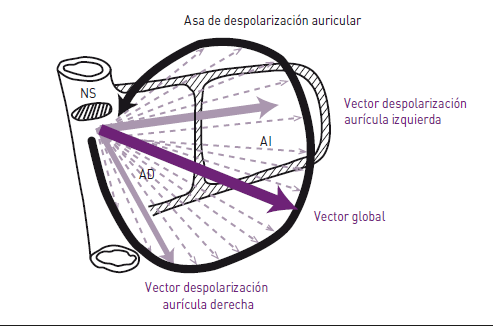 Asa de despolarización auricular
NS
Vector despolarización
aurícula izquierda
AI
AD
Vector global
Vector despolarización
aurícula derecha